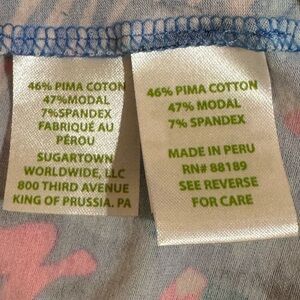 46% PIMA COTON
47%MODAL
7%SPANDEX
FABRIQUÉ AU
PÉROU
SUGARTOWN
WORLDWIDE, LLC
800 THIRD AVENUE
KING OF PRUSSIA. PA
46% PIMA COTTON
47% MODAL
7% SPANDEX
MADE IN PERU
RN# 88189
SEE REVERSE
FOR CARE